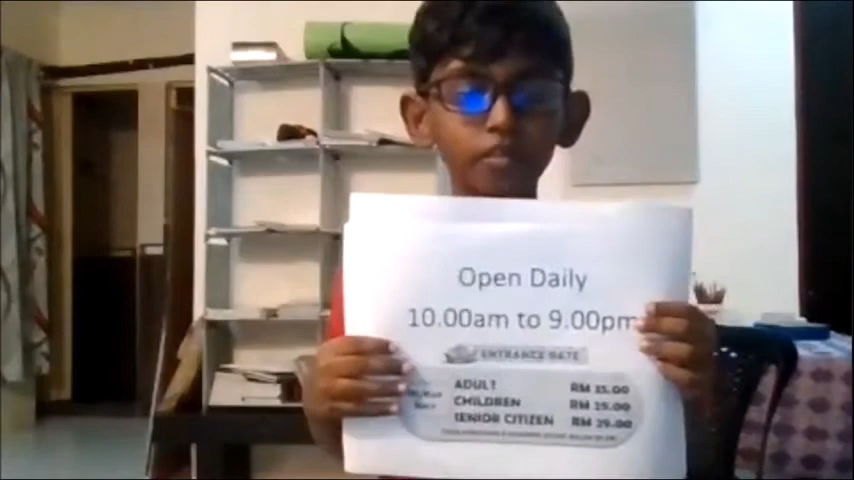 Open Daily
10.00am to 9.00pm
ENTRANCE RATE
ADULT RM 35.00
CHILDREN RM 25.00
SENIOR CITIZEN RM 29.00